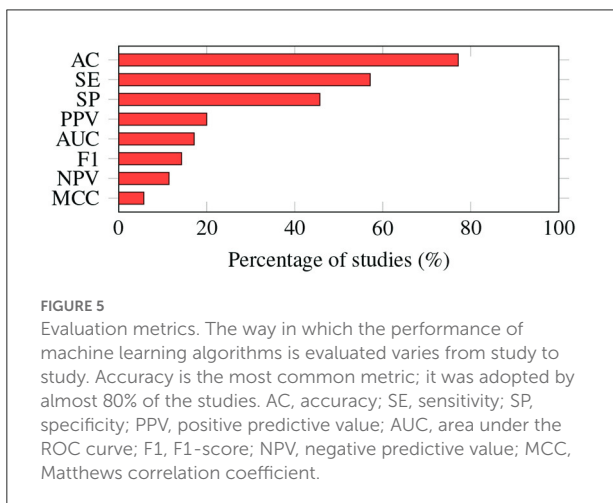 AC
SE
SP
PPV
AUC
F1
NPV
MCC
0 20 40 60 80 100
Percentage of studies (%)
FIGURE 5
Evaluation metrics. The way in which the performance of
machine learning algorithms is evaluated varies from study to
study. Accuracy is the most common metric; it was adopted by
almost 80% of the studies. AC, accuracy; SE, sensitivity; SP,
specificity; PPV, positive predictive value; AUC, area under the
ROC curve; F1, F1-score; NPV, negative predictive value; MCC,
Matthews correlation coefficient.